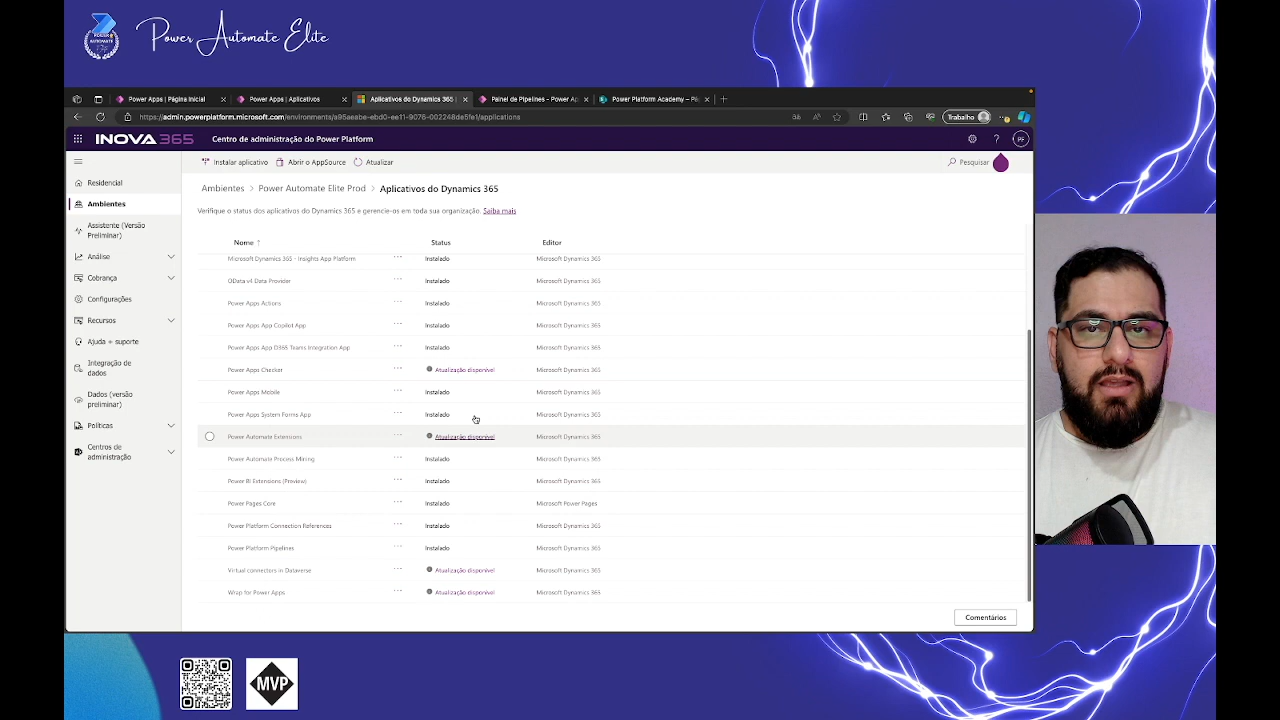 Power Automate Elite
POWER AUTOMATE
Power Apps | Página Inicial
Power Apps | Aplicativos
Aplicativos do Dynamics 365
Painel de Pipelines - Power Ap
Power Platform Academy – Pá
https://admin.powerplatform.microsoft.com/environments/a95aeabe-ebd0-ee11-9076-002248de5fe1/applications
Trabalho
INOVA365
Centro de administração do Power Platform
PF
Instalar aplicativo
Abrir o AppSource
Atualizar
Pesquisar
Residencial
Ambientes
Assistente (Versão Preliminar)
Análise
Cobrança
Configurações
Recursos
Ajuda + suporte
Integração de dados
Dados (versão preliminar)
Políticas
Centros de administração
Ambientes > Power Automate Elite Prod > Aplicativos do Dynamics 365
Verifique o status dos aplicativos do Dynamics 365 e gerencie-os em toda sua organização. Saiba mais
Nome ↑ Status Editor
Microsoft Dynamics 365 - Insights App Platform ... Instalado Microsoft Dynamics 365
OData v4 Data Provider ... Instalado Microsoft Dynamics 365
Power Apps Actions ... Instalado Microsoft Dynamics 365
Power Apps App Copilot App ... Instalado Microsoft Dynamics 365
Power Apps App D365 Teams Integration App ... Instalado Microsoft Dynamics 365
Power Apps Checker ... Atualização disponível Microsoft Dynamics 365
Power Apps Mobile ... Instalado Microsoft Dynamics 365
Power Apps System Forms App ... Instalado Microsoft Dynamics 365
Power Automate Extensions ... Atualização disponível Microsoft Dynamics 365
Power Automate Process Mining ... Instalado Microsoft Dynamics 365
Power BI Extensions (Preview) ... Instalado Microsoft Dynamics 365
Power Pages Core ... Instalado Microsoft Power Pages
Power Platform Connection References ... Instalado Microsoft Dynamics 365
Power Platform Pipelines ... Instalado Microsoft Dynamics 365
Virtual connectors in Dataverse ... Atualização disponível Microsoft Dynamics 365
Wrap for Power Apps ... Atualização disponível Microsoft Dynamics 365
Comentários
MVP